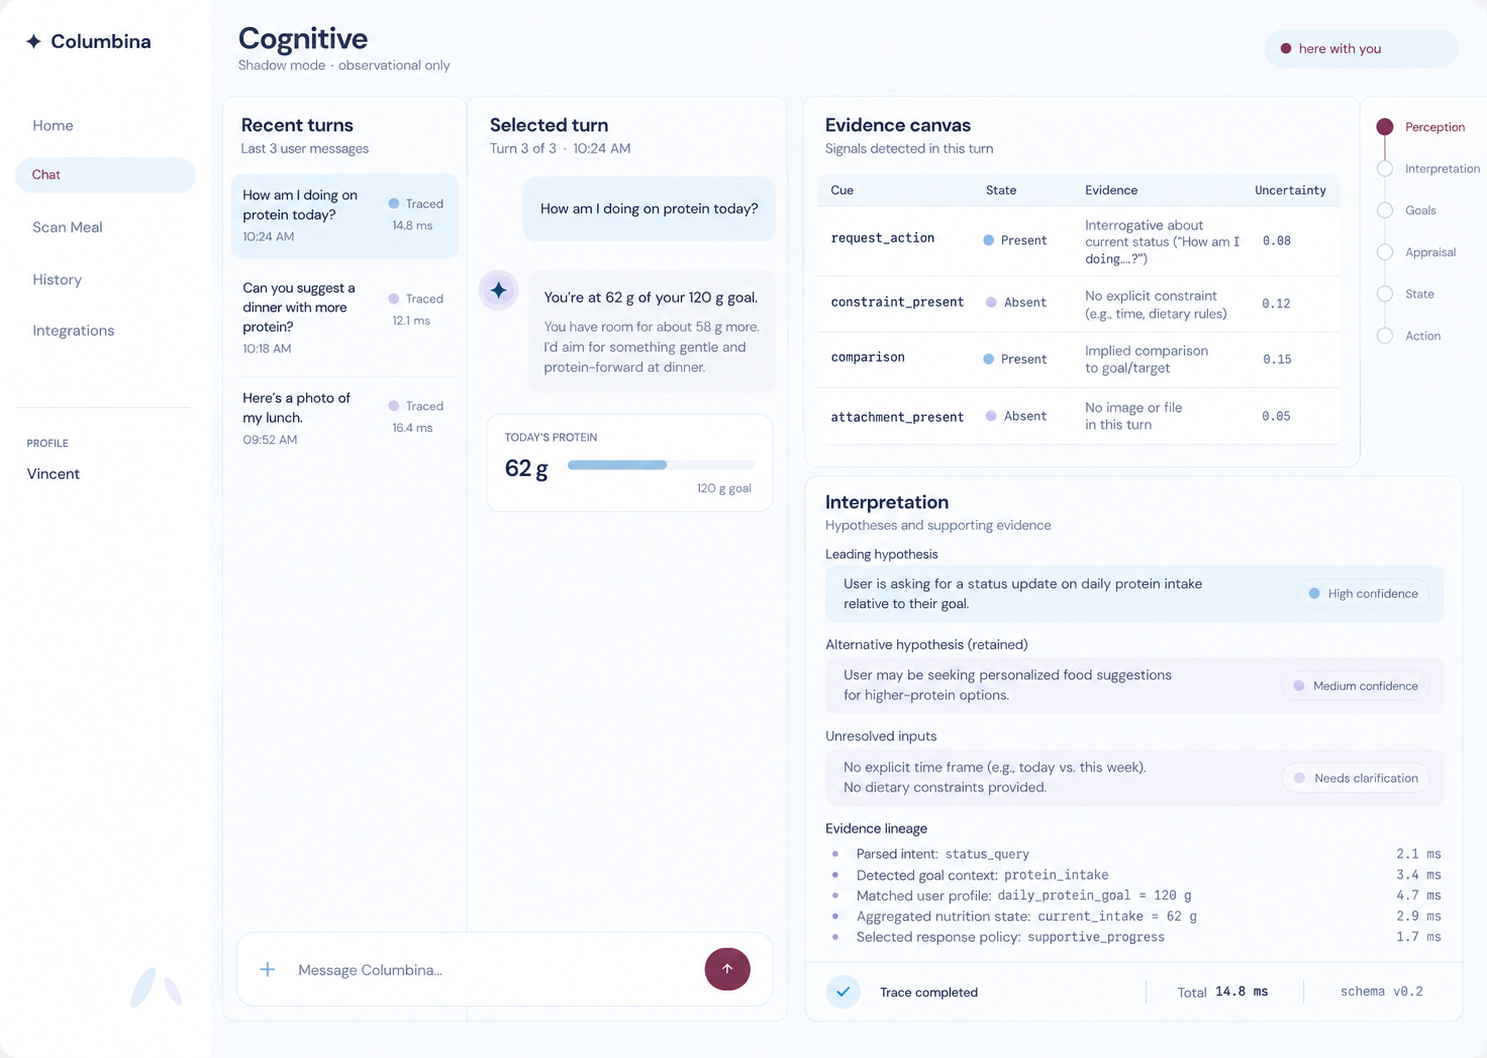 Columbina
Home
Chat
Scan Meal
History
Integrations
PROFILE
Vincent
Cognitive
Shadow mode · observational only
here with you
Recent turns
Last 3 user messages
How am I doing on
protein today?
10:24 AM
Traced
14.8 ms
Can you suggest a
dinner with more
protein?
10:18 AM
Traced
12.1 ms
Here's a photo of
my lunch.
09:52 AM
Traced
16.4 ms
Selected turn
Turn 3 of 3 · 10:24 AM
How am I doing on protein today?
You're at 62 g of your 120 g goal.
You have room for about 58 g more.
I'd aim for something gentle and
protein-forward at dinner.
TODAY'S PROTEIN
62 g
120 g goal
Message Columbina...
Evidence canvas
Signals detected in this turn
Cue State Evidence Uncertainty
request_action Present 0.08
Interrogative about
current status ("How am I
doing...?")
constraint_present Absent 0.12
No explicit constraint
(e.g., time, dietary rules)
comparison Present 0.15
Implied comparison
to goal/target
attachment_present Absent 0.05
No image or file
in this turn
Perception
Interpretation
Goals
Appraisal
State
Action
Interpretation
Hypotheses and supporting evidence
Leading hypothesis
User is asking for a status update on daily protein intake
relative to their goal.
High confidence
Alternative hypothesis (retained)
User may be seeking personalized food suggestions
for higher-protein options.
Medium confidence
Unresolved inputs
No explicit time frame (e.g., today vs. this week).
No dietary constraints provided.
Needs clarification
Evidence lineage
• Parsed intent: status_query 2.1 ms
• Detected goal context: protein_intake 3.4 ms
• Matched user profile: daily_protein_goal = 120 g 4.7 ms
• Aggregated nutrition state: current_intake = 62 g 2.9 ms
• Selected response policy: supportive_progress 1.7 ms
Trace completed
Total 14.8 ms
schema v0.2